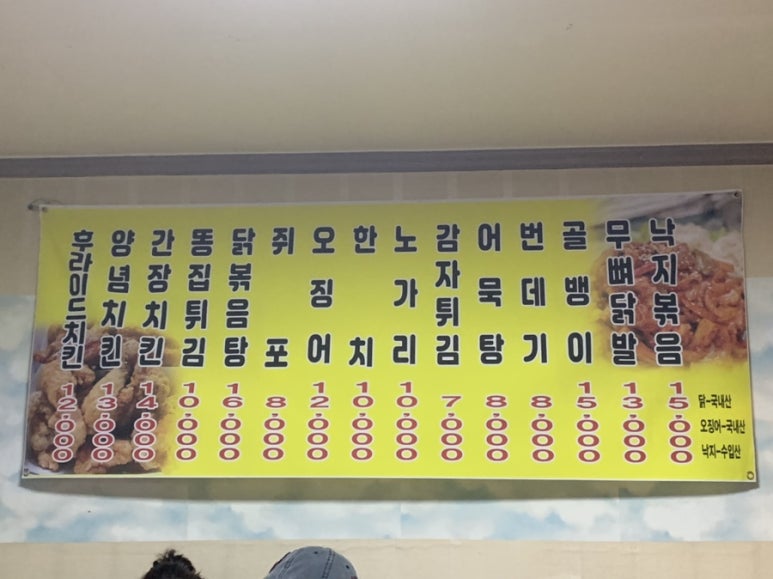 후라이드치킨 12.000
양념치킨 13.000
간장치킨 14.000
똥집튀김 10.000
닭볶음탕 16.000
쥐포 8.000
오징어 12.000
한치 10.000
노가리 10.000
감자튀김 7.000
어묵탕 8.000
번데기 8.000
골뱅이 15.000
무뼈닭발 13.000
낙지볶음 15.000
닭-국내산
오징어-국내산
낙지-수입산